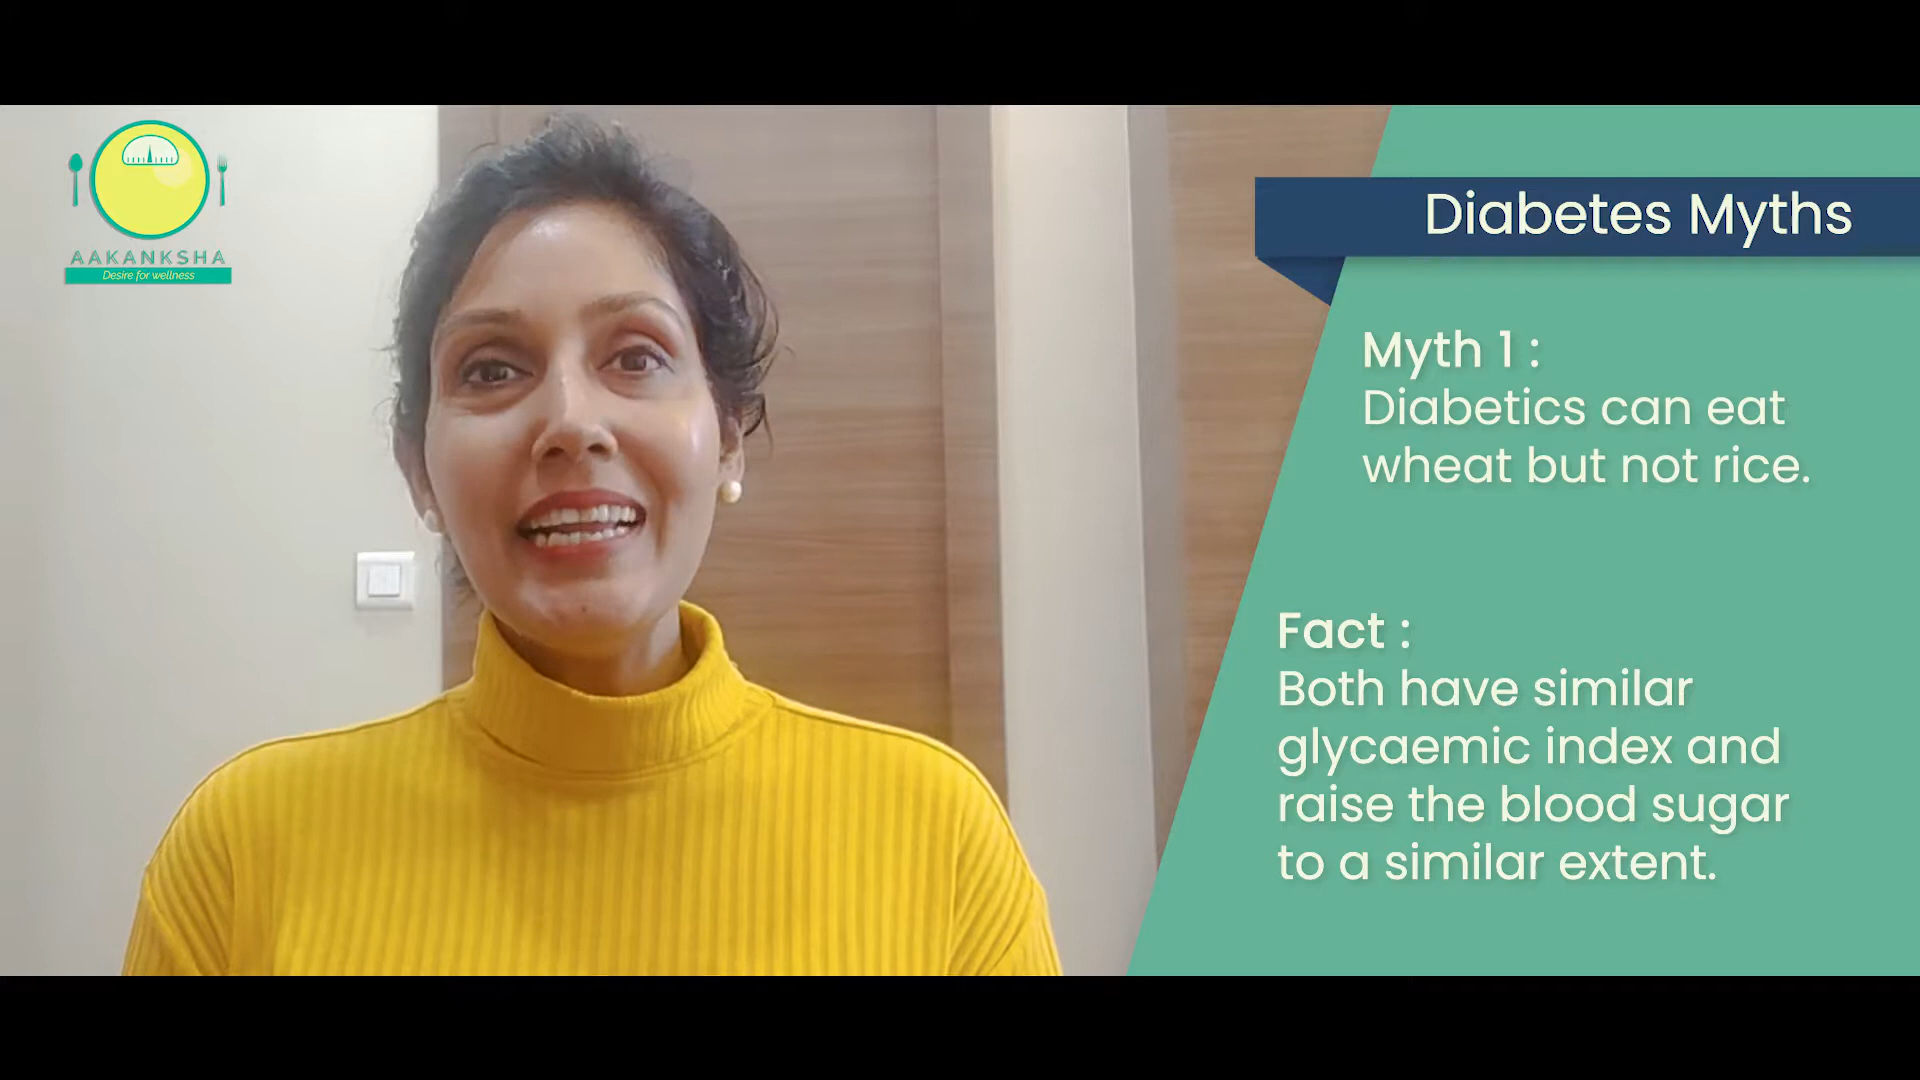 AAKANKSHA
Desire for wellness
Diabetes Myths
Myth 1 :
Diabetics can eat
wheat but not rice.
Fact :
Both have similar
glycaemic index and
raise the blood sugar
to a similar extent.